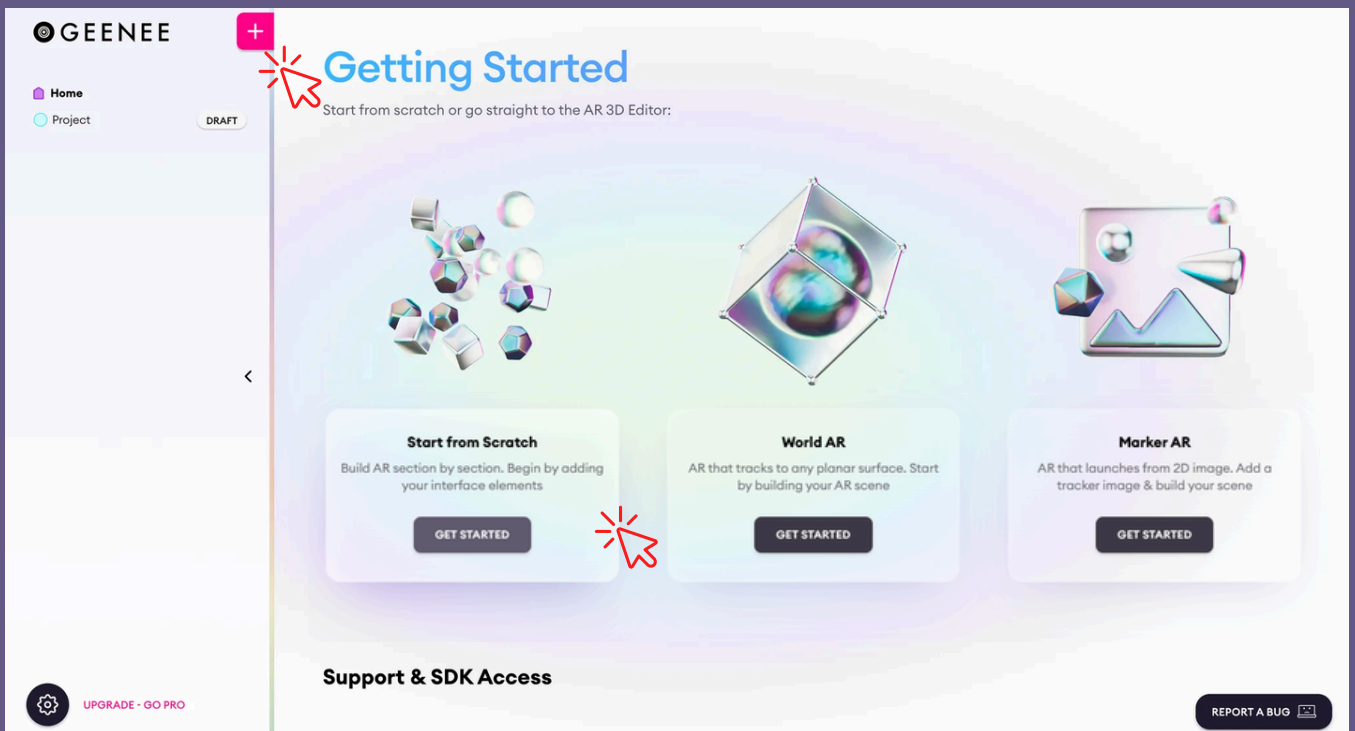 GEENEE
Home
Project
DRAFT
UPGRADE - GO PRO
Getting Started
Start from scratch or go straight to the AR 3D Editor:
Start from Scratch
Build AR section by section. Begin by adding
your interface elements
GET STARTED
World AR
AR that tracks to any planar surface. Start
by building your AR scene
GET STARTED
Marker AR
AR that launches from 2D image. Add a
tracker image & build your scene
GET STARTED
Support & SDK Access
REPORT A BUG